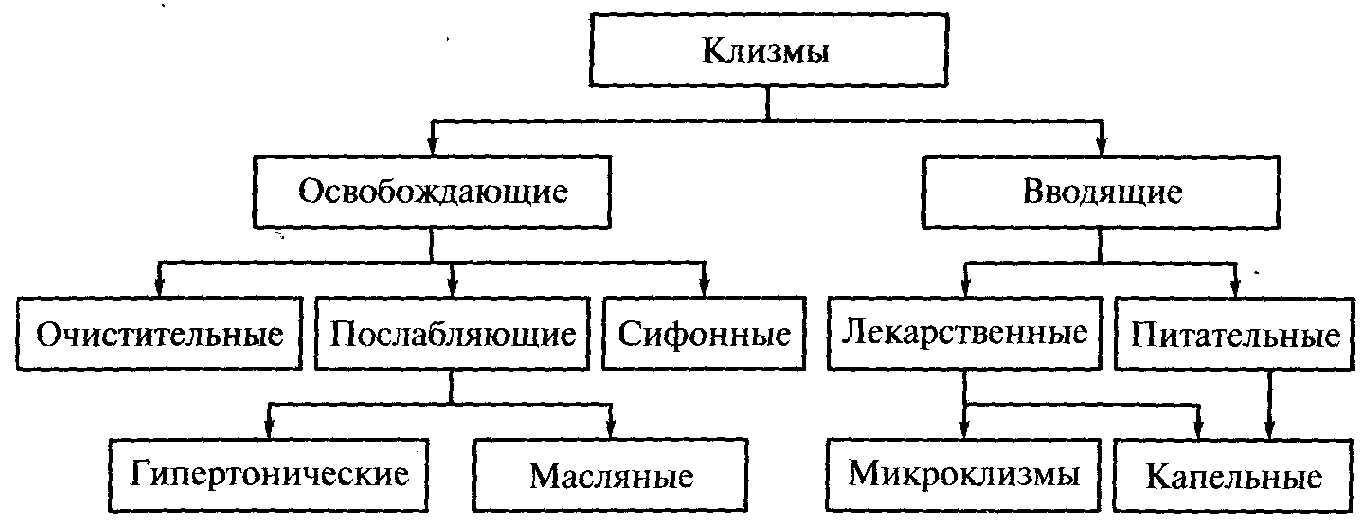 Клизмы
Освобождающие
Вводящие
Очистительные
Послабляющие
Сифонные
Лекарственные
Питательные
Гипертонические
Масляные
Микроклизмы
Капельные